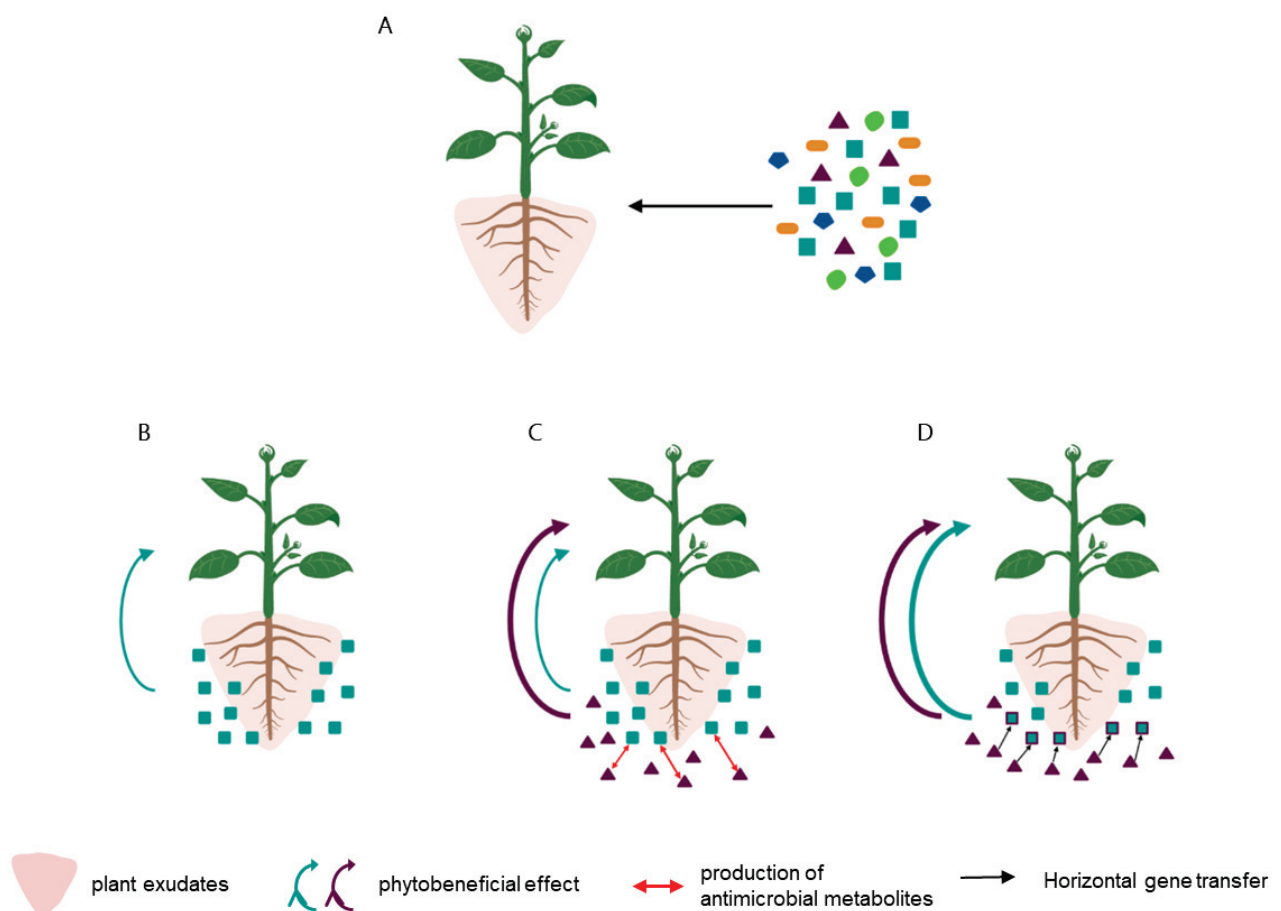 A
B
C
D
plant exudates
phytobeneficial effect
production of
antimicrobial metabolites
Horizontal gene transfer